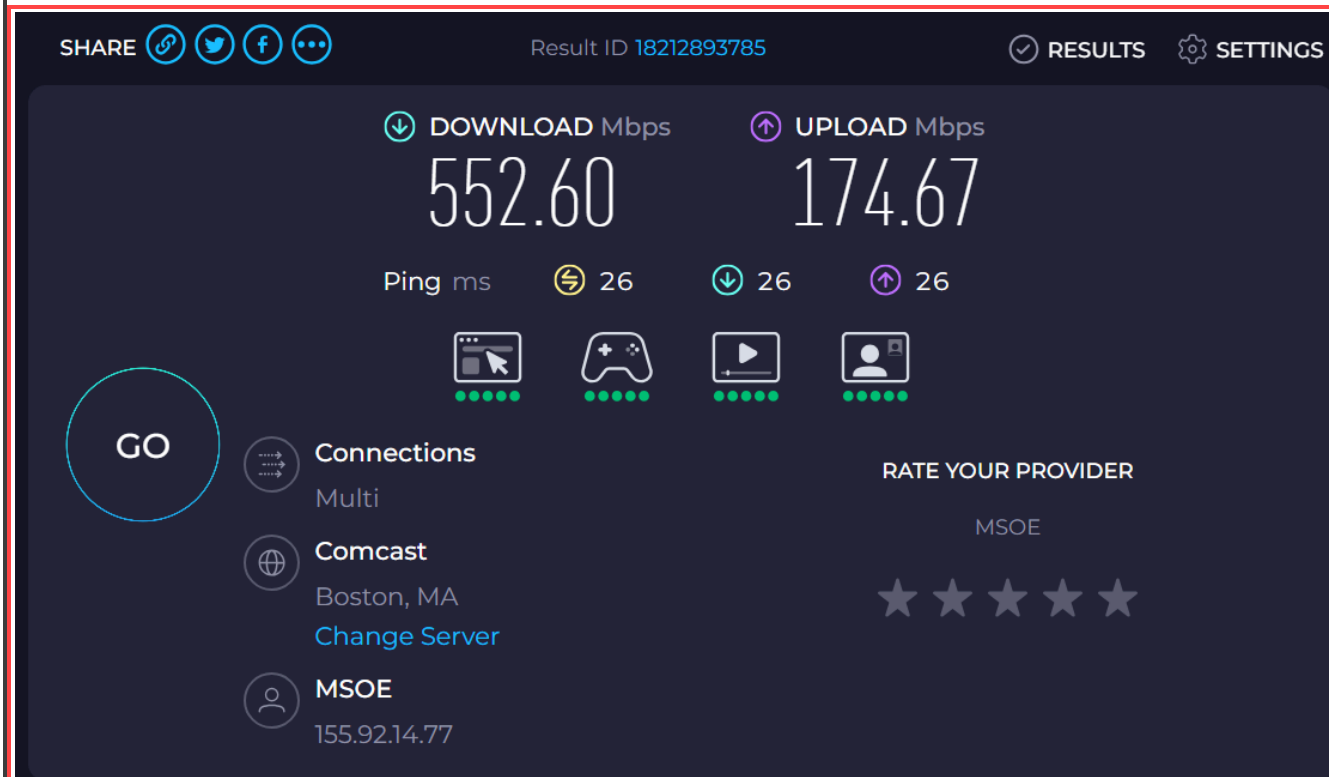 SHARE Result ID 18212893785 RESULTS SETTINGS
DOWNLOAD Mbps UPLOAD Mbps
552.60 174.67
Ping ms 26 26 26
GO
Connections
Multi
Comcast
Boston, MA
Change Server
MSOE
155.92.14.77
RATE YOUR PROVIDER
MSOE